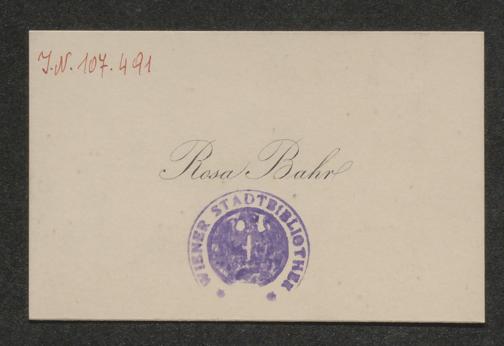 J.N. 107.491
Rosa Bahr
WIENER STADTBIBLIOTHEK